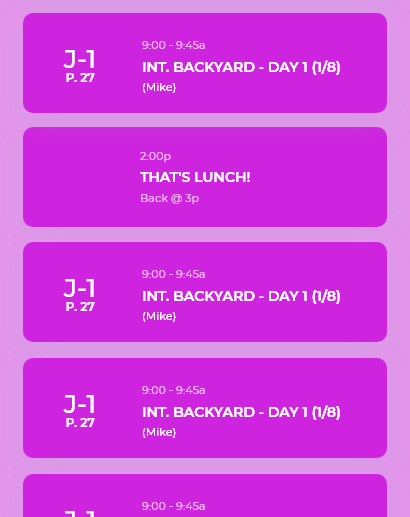 9:00 - 9:45a
J-1
INT. BACKYARD - DAY 1 (1/8)
P. 27
(Mike)
2:00p
THAT'S LUNCH!
Back @ 3p
9:00 - 9:45a
J-1
INT. BACKYARD - DAY 1 (1/8)
P. 27
(Mike)
9:00 - 9:45a
J-1
INT. BACKYARD - DAY 1 (1/8)
P. 27
(Mike)
9:00 - 9:45a